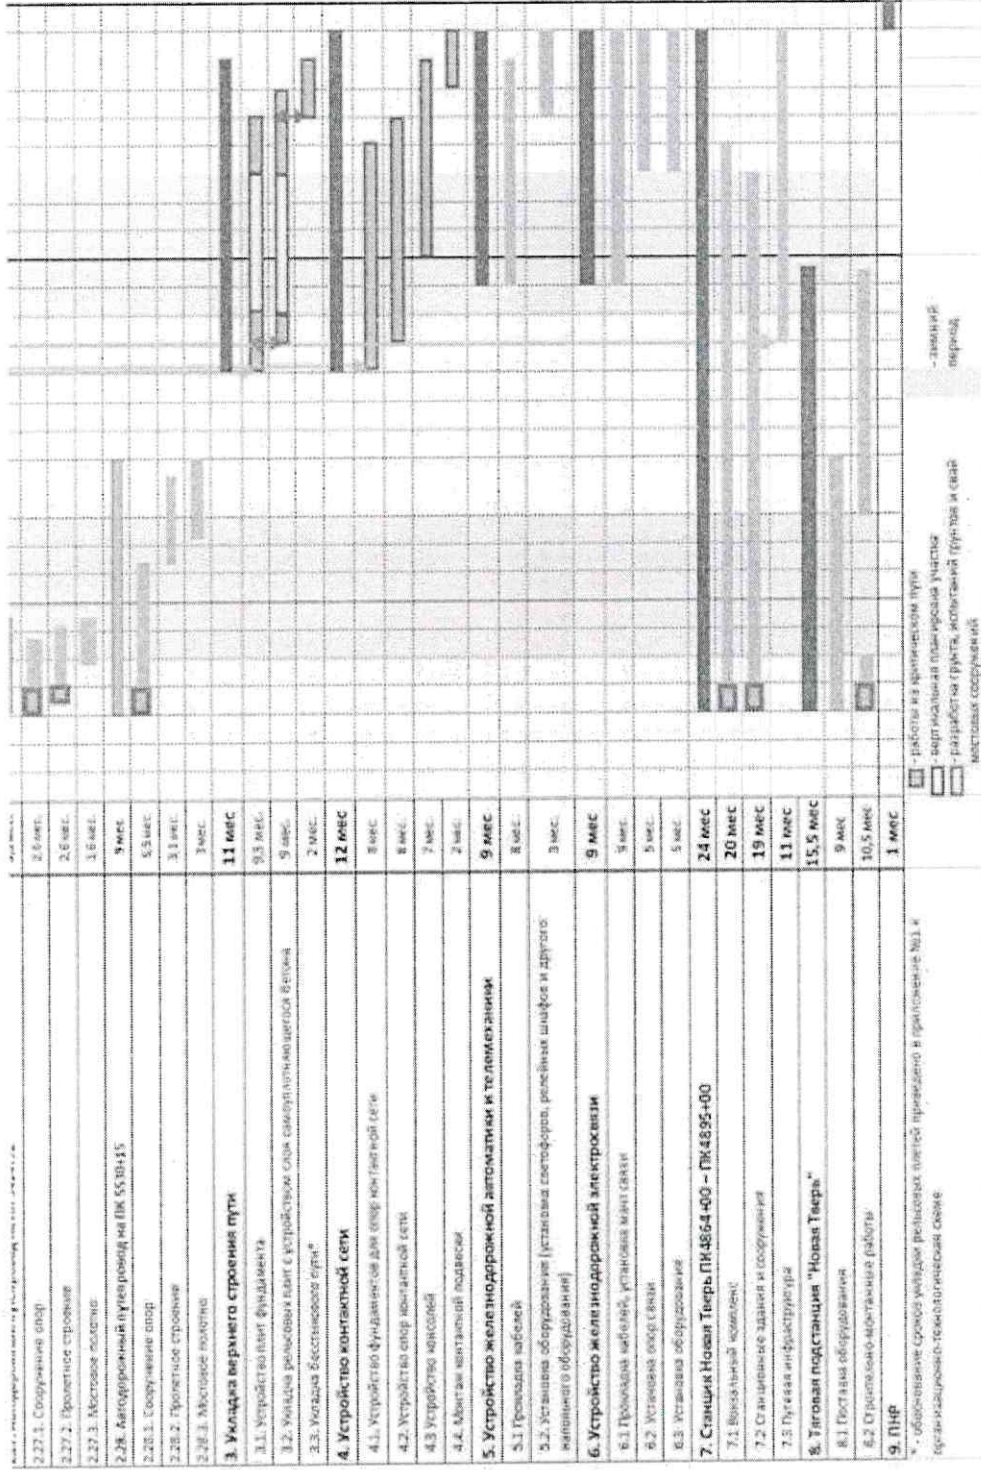 2.27.1. Сооружение опор 2,6 мес.
2.27.2. Пролетное строение 2,6 мес.
2.27.3. Мостовое полотно 1,6 мес.
2.28. Автодорожный путепровод на ПК 5530+15 9 мес.
2.28.1. Сооружение опор 5,5 мес.
2.28.2. Пролетное строение 3,1 мес.
2.28.3. Мостовое полотно 3 мес.
3. Укладка верхнего строения пути 11 мес
3.1. Устройство плит фундамента 9,5 мес.
3.2. Укладка рельсовых плит с устройством слоя самоуплотняющегося бетона 9 мес.
3.3. Укладка бесстыкового пути* 2 мес.
4. Устройство контактной сети 12 мес
4.1. Устройство фундаментов для опор контактной сети 8 мес.
4.2. Устройство опор контактной сети 8 мес.
4.3 Устройство консолей 7 мес.
4.4. Монтаж контактной подвески 2 мес.
5. Устройство железнодорожной автоматики и телемеханики 9 мес
5.1 Прокладка кабелей 8 мес.
5.2. Установка оборудования (установка светофоров, релейных шкафов и другого напольного оборудования) 3 мес.
6. Устройство железнодорожной электросвязи 9 мес
6.1 Прокладка кабелей, установка мачт связи 9 мес.
6.2 Установка опор связи 5 мес
6.3 Установка оборудования 5 мес
7. Станция Новая Тверь ПК4864+00 – ПК4895+00 24 мес
7.1 Вокзальный комплекс 20 мес
7.2 Станционные здания и сооружения 19 мес
7.3 Путевая инфраструктура 11 мес
8. Тяговая подстанция "Новая Тверь" 15,5 мес
8.1 Поставка оборудования 9 мес
8.2 Строительно-монтажные работы 10,5 мес
9. ПНР 1 мес
* - обоснование сроков укладки рельсовых плетей приведено в приложение №1 к
организационно-технологической схеме
- работы на критическом пути
- вертикальная планировка участка
- разработка грунта, испытаний грунтов и свай
мостовых сооружений
- зимний
период